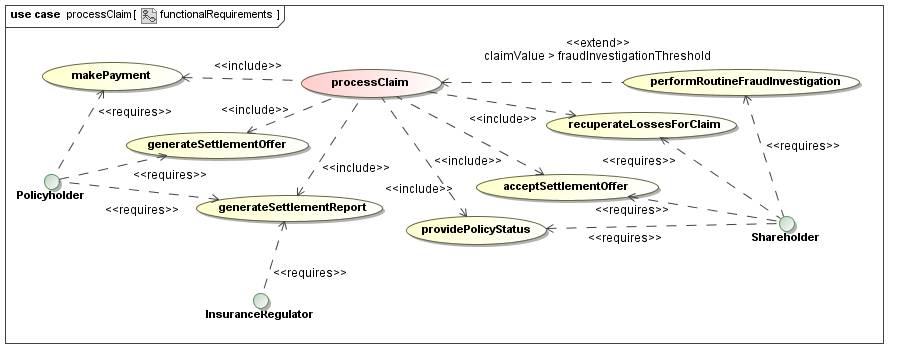 use case processClaim [ functionalRequirements ]
<<extend>>
claimValue > fraudInvestigationThreshold
<<include>>
makePayment
processClaim
performRoutineFraudInvestigation
<<requires>>
<<include>>
<<include>>
recuperateLossesForClaim
generateSettlementOffer
<<requires>>
<<include>>
<<include>>
<<requires>>
<<requires>>
<<include>>
acceptSettlementOffer
Policyholder
<<requires>>
generateSettlementReport
<<requires>>
providePolicyStatus
<<requires>>
Shareholder
<<requires>>
InsuranceRegulator